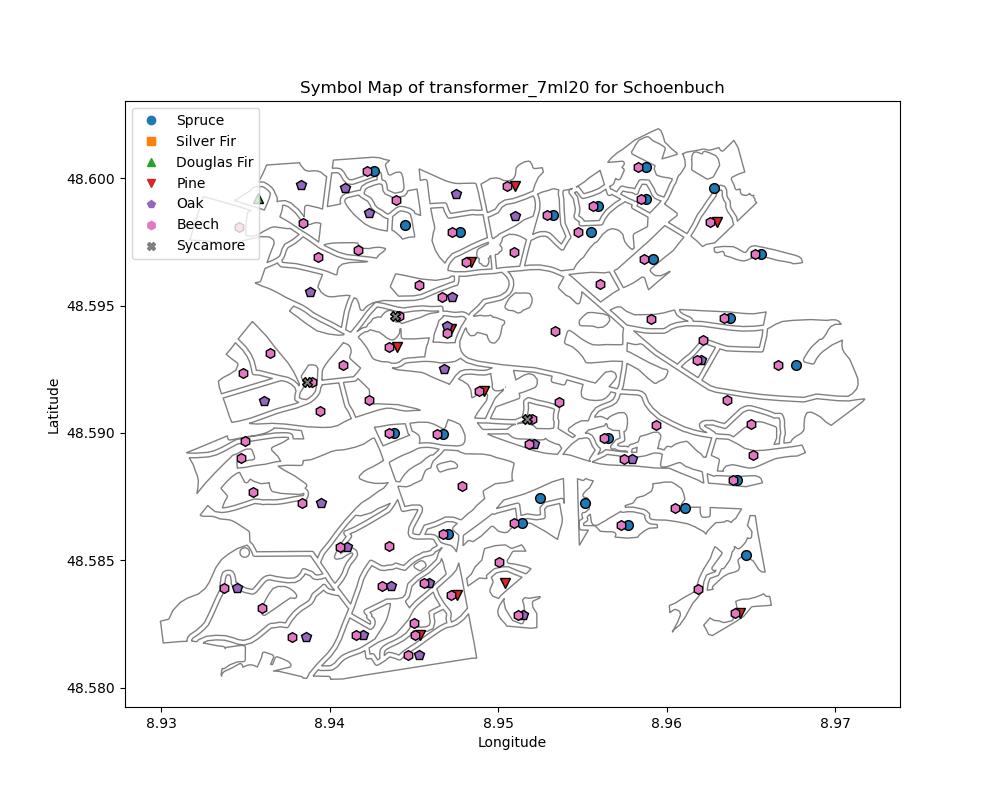 Symbol Map of transformer_7ml20 for Schoenbuch
Spruce
Silver Fir
Douglas Fir
Pine
Oak
Beech
Sycamore
48.600
48.595
48.590
48.585
48.580
Latitude
8.93 8.94 8.95 8.96 8.97
Longitude